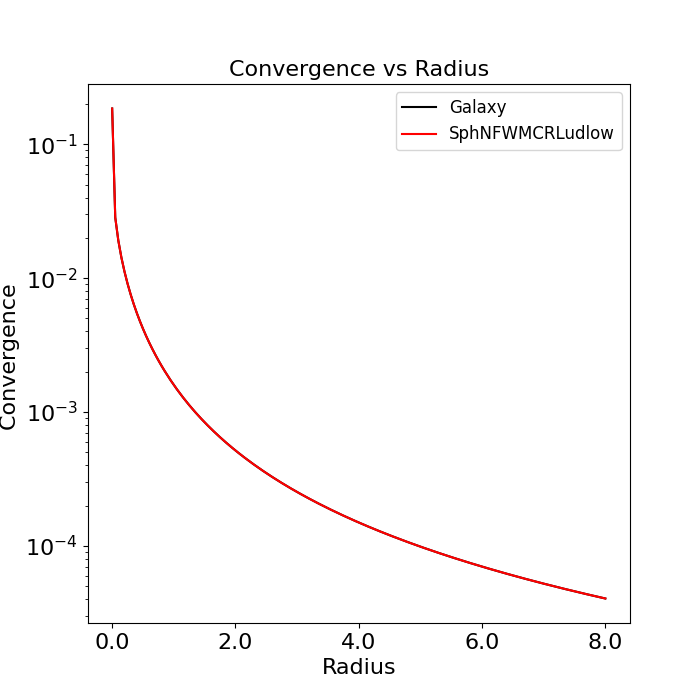 Convergence vs Radius
Galaxy
SphNFWMCRLudlow
Convergence
10⁻¹
10⁻²
10⁻³
10⁻⁴
0.0 2.0 4.0 6.0 8.0
Radius